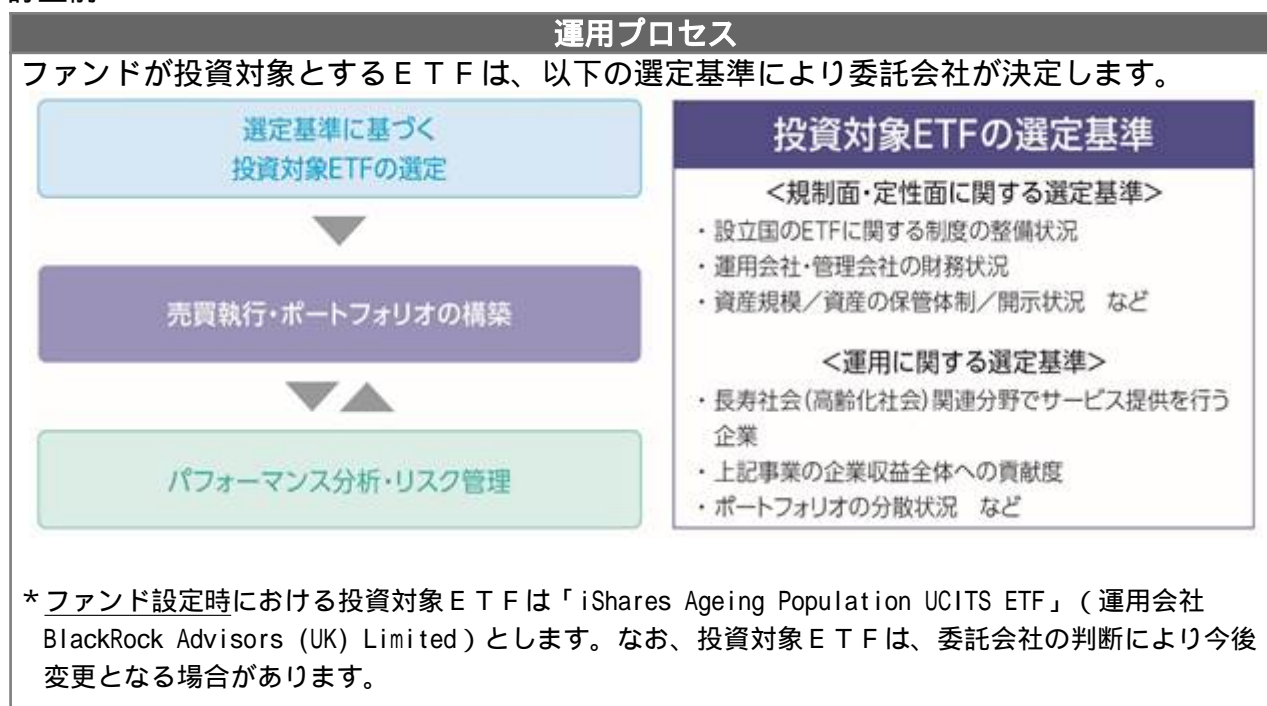 運用プロセス
ファンドが投資対象とするＥＴＦは、以下の選定基準により委託会社が決定します。
選定基準に基づく
投資対象ETFの選定
売買執行・ポートフォリオの構築
パフォーマンス分析・リスク管理
投資対象ETFの選定基準
＜規制面・定性面に関する選定基準＞
・設立国のETFに関する制度の整備状況
・運用会社・管理会社の財務状況
・資産規模／資産の保管体制／開示状況　など
＜運用に関する選定基準＞
・長寿社会（高齢化社会）関連分野でサービス提供を行う
企業
・上記事業の企業収益全体への貢献度
・ポートフォリオの分散状況　など
＊ファンド設定時における投資対象ＥＴＦは「iShares Ageing Population UCITS ETF」（運用会社
BlackRock Advisors (UK) Limited）とします。なお、投資対象ＥＴＦは、委託会社の判断により今後
変更となる場合があります。